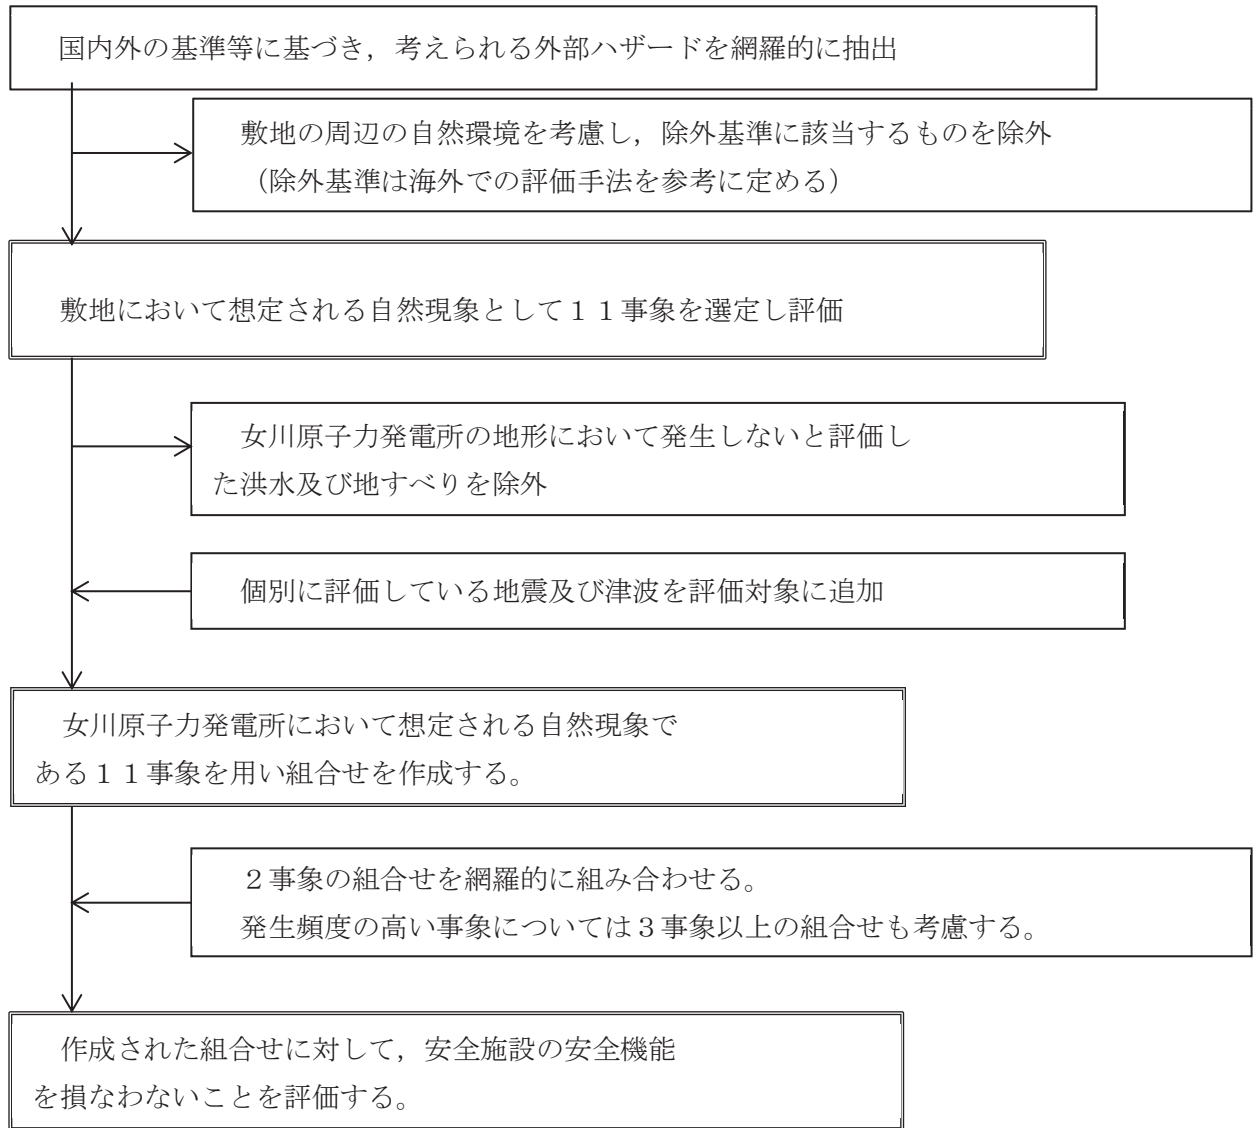 国内外の基準等に基づき，考えられる外部ハザードを網羅的に抽出
敷地の周辺の自然環境を考慮し，除外基準に該当するものを除外
（除外基準は海外での評価手法を参考に定める）
敷地において想定される自然現象として１１事象を選定し評価
女川原子力発電所の地形において発生しないと評価し
た洪水及び地すべりを除外
個別に評価している地震及び津波を評価対象に追加
女川原子力発電所において想定される自然現象で
ある１１事象を用い組合せを作成する。
２事象の組合せを網羅的に組み合わせる。
発生頻度の高い事象については３事象以上の組合せも考慮する。
作成された組合せに対して，安全施設の安全機能
を損なわないことを評価する。